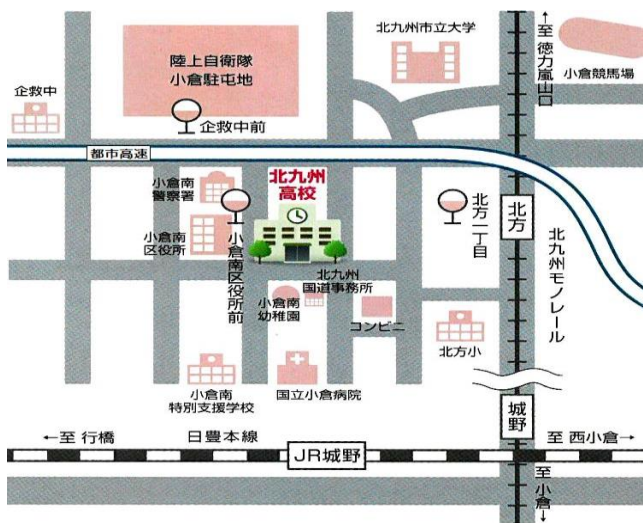 陸上自衛隊
小倉駐屯地
北九州市立大学
至 徳力嵐山口
小倉競馬場
企救中
企救中前
都市高速
小倉南
警察署
北九州
高校
小倉南
区役所
小倉南区役所前
北方一丁目
北方
北九州モノレール
小倉南
幼稚園
北九州
国道事務所
コンビニ
北方小
小倉南
特別支援学校
国立小倉病院
城野
←至 行橋
日豊本線
JR城野
至 西小倉→
至 小倉